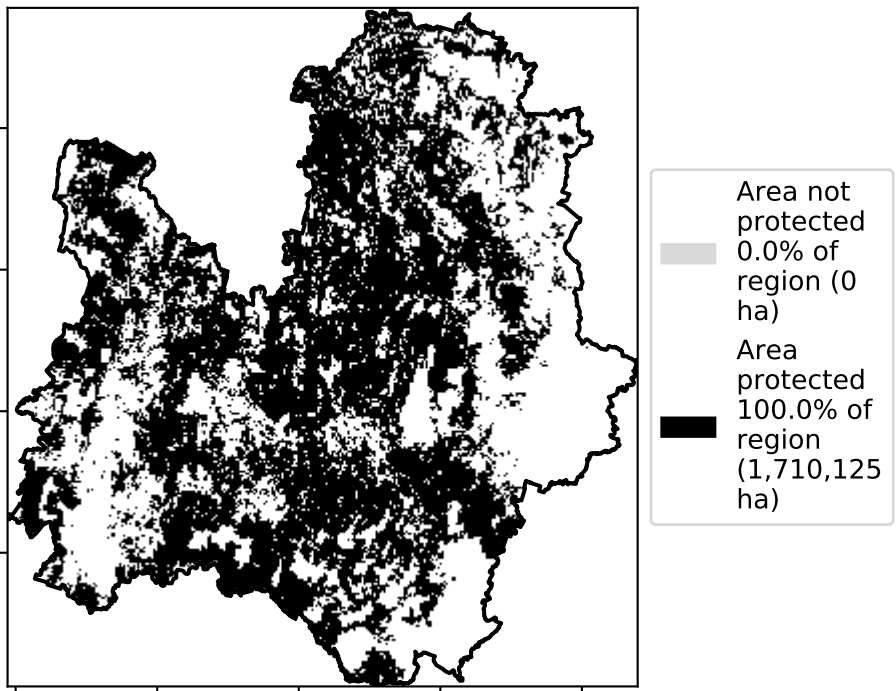 Area not
protected
0.0% of
region (0
ha)
Area
protected
100.0% of
region
(1,710,125
ha)